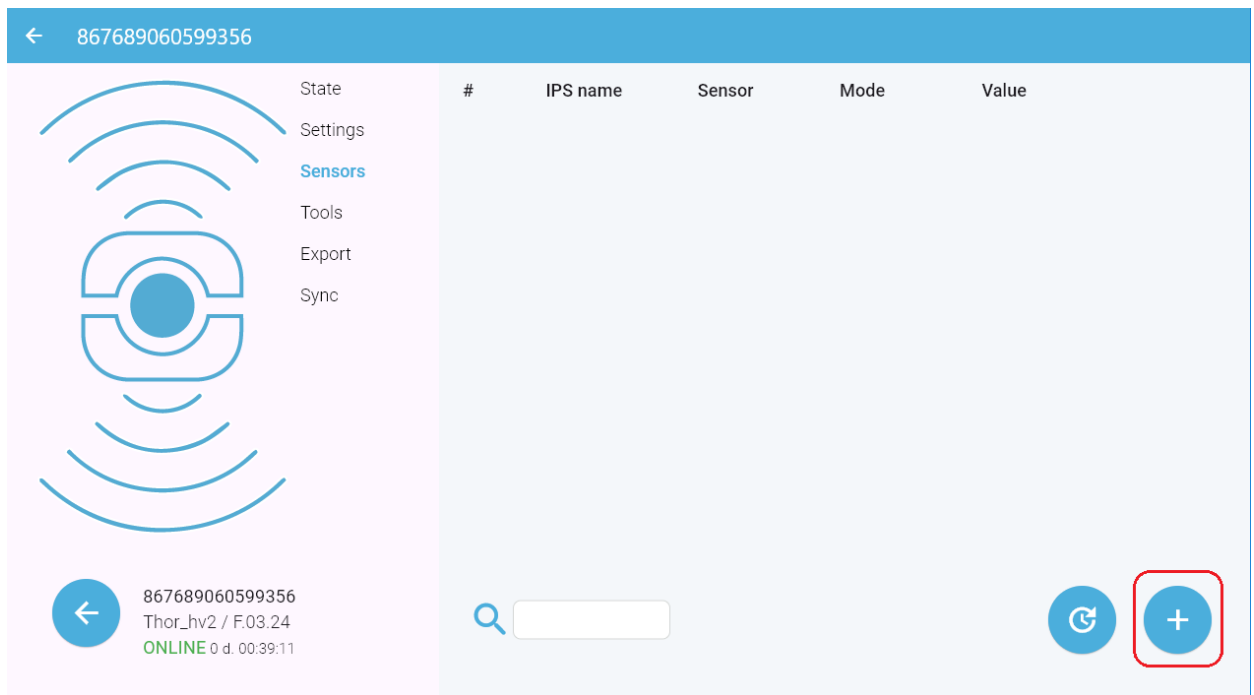 867689060599356
State
Settings
Sensors
Tools
Export
Sync
# IPS name Sensor Mode Value
867689060599356
Thor_hv2 / F.03.24
ONLINE 0 d. 00:39:11